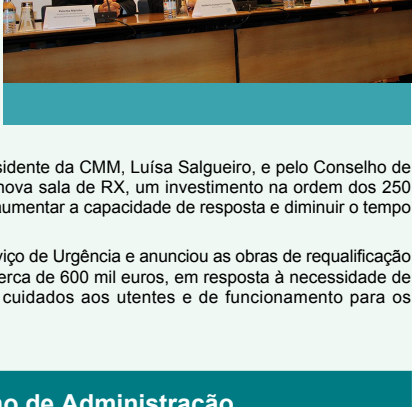 sidente da CMM, Luísa Salgueiro, e pelo Conselho de
nova sala de RX, um investimento na ordem dos 250
aumentar a capacidade de resposta e diminuir o tempo
viço de Urgência e anunciou as obras de requalificação
erca de 600 mil euros, em resposta à necessidade de
cuidados aos utentes e de funcionamento para os
ho de Administração